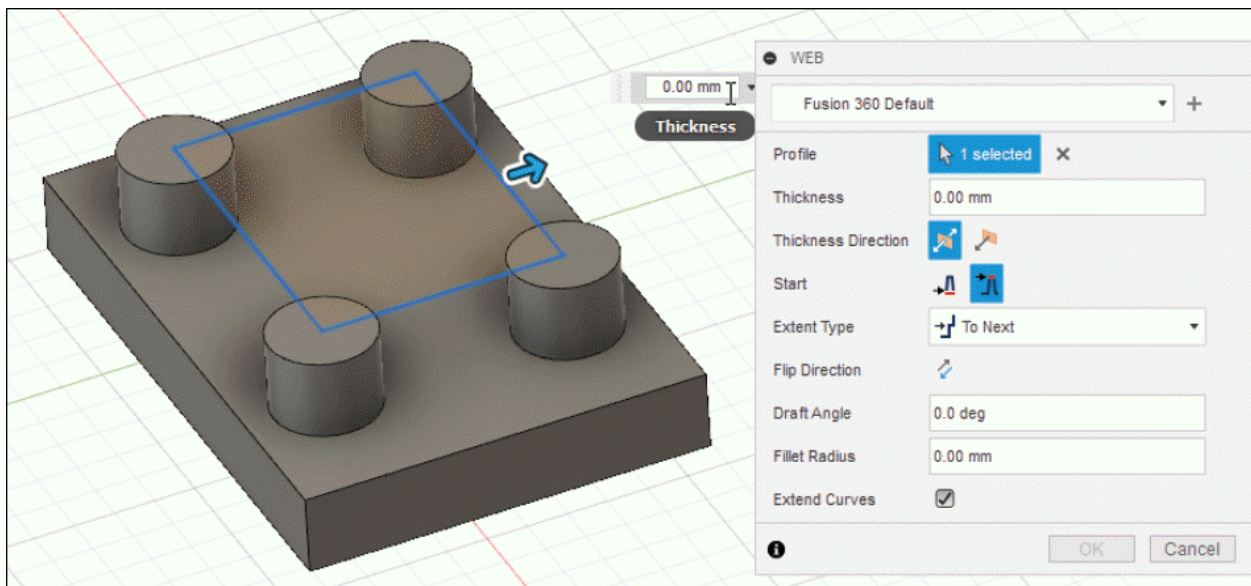 0.00 mm
Thickness
WEB
Fusion 360 Default
Profile
1 selected
Thickness
0.00 mm
Thickness Direction
Start
Extent Type
To Next
Flip Direction
Draft Angle
0.0 deg
Fillet Radius
0.00 mm
Extend Curves
OK
Cancel